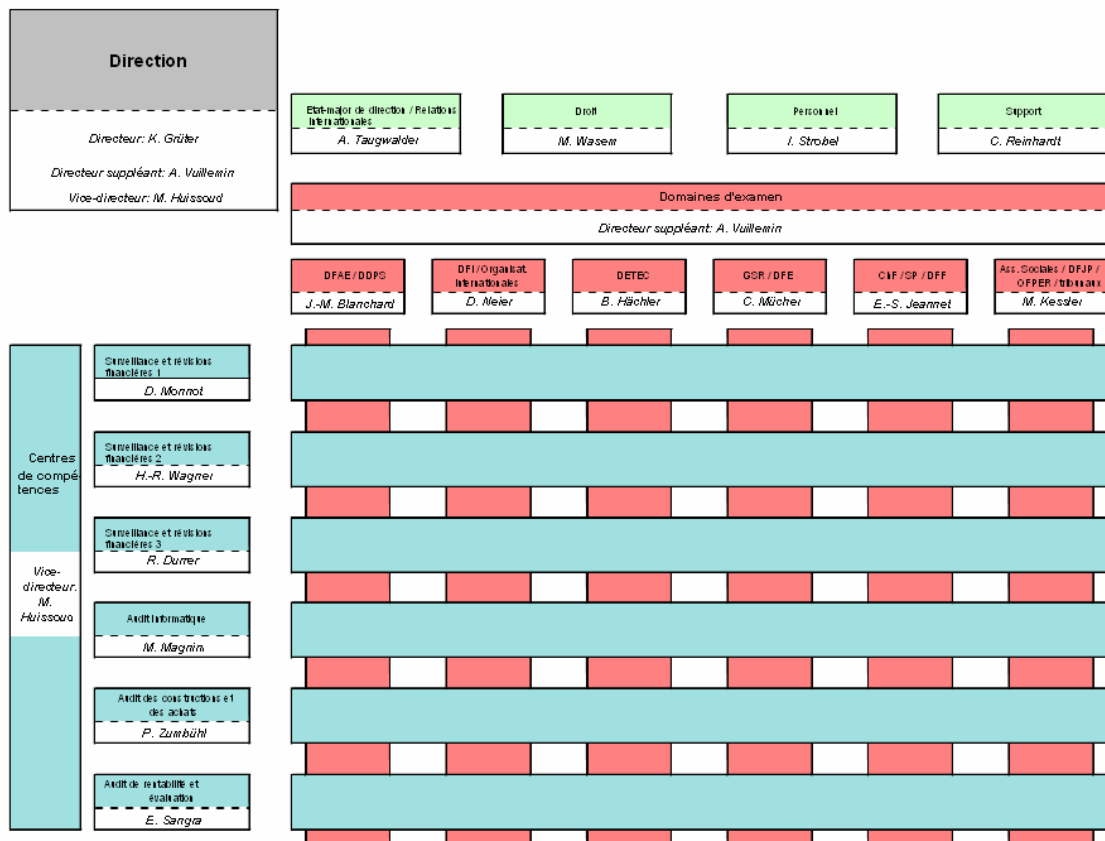 Direction
Directeur: K. Grüter
Directeur suppléant: A. Vuillemin
Vice-directeur: M. Huissoud
Etat-major de direction / Relations
internationales
A. Taugwalder
Droit
M. Wasem
Personnel
I. Strobel
Support
C. Reinhardt
Domaines d'examen
Directeur suppléant: A. Vuillemin
DFAE / DDPS
J.-M. Blanchard
DFI / Organisat.
internationales
D. Neier
DETEC
B. Hächler
GSR / DFE
C. Mücher
ChF / SP / DFF
E.-S. Jeannet
Ass. Sociales / DFJP /
OFPER / tribunaux
M. Kessler
Centres
de compé-
tences
Vice-
directeur:
M.
Huissoud
Surveillance et révisions
financières 1
D. Monnot
Surveillance et révisions
financières 2
H.-R. Wagner
Surveillance et révisions
financières 3
R. Durrer
Audit informatique
M. Magnin
Audit des constructions et
des achats
P. Zumbühl
Audit de rentabilité et
évaluation
E. Sangra